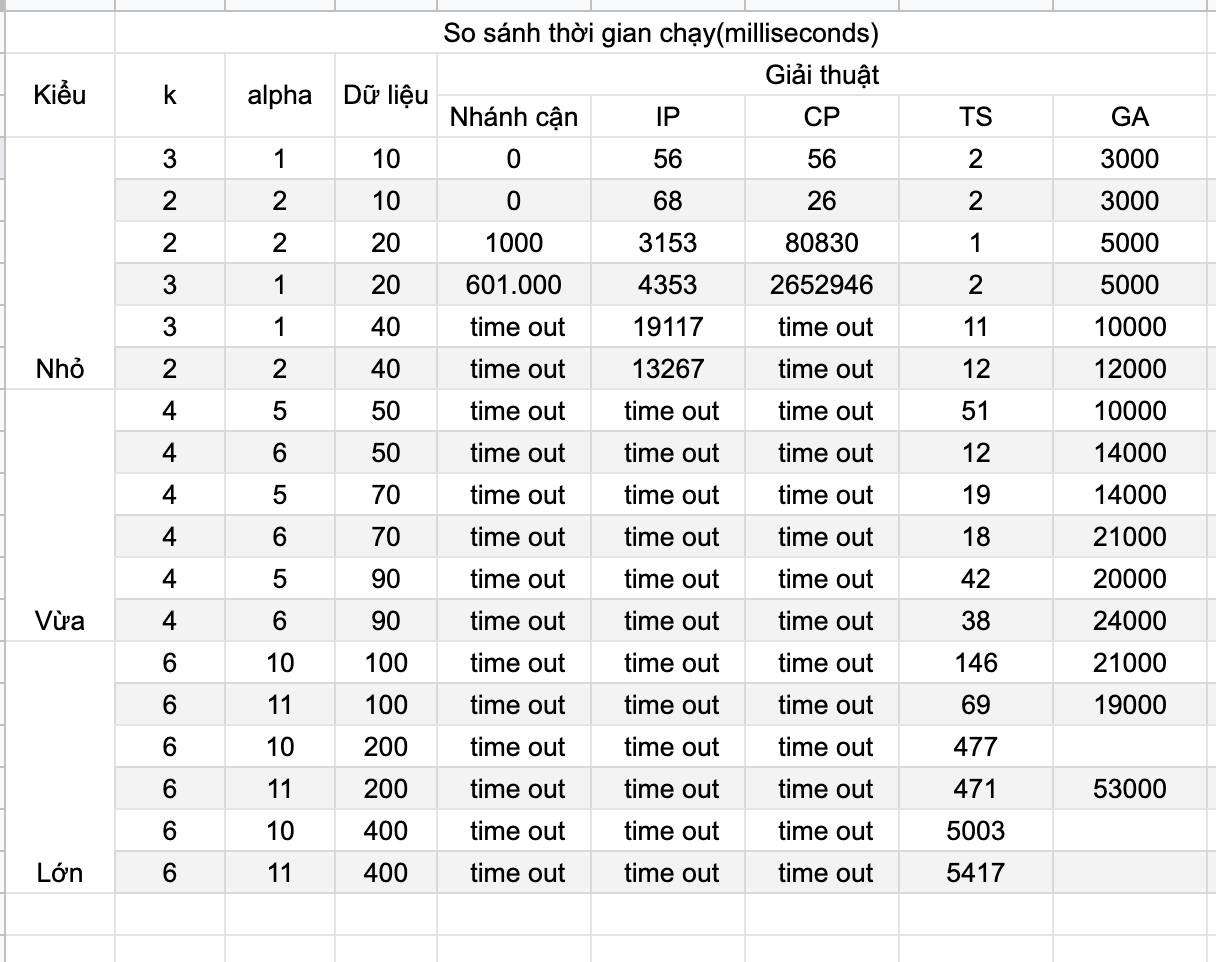 So sánh thời gian chạy(milliseconds)
Kiểu k alpha Dữ liệu Giải thuật
Nhánh cận IP CP TS GA
3 1 10 0 56 56 2 3000
2 2 10 0 68 26 2 3000
2 2 20 1000 3153 80830 1 5000
3 1 20 601.000 4353 2652946 2 5000
3 1 40 time out 19117 time out 11 10000
Nhỏ 2 2 40 time out 13267 time out 12 12000
4 5 50 time out time out time out 51 10000
4 6 50 time out time out time out 12 14000
4 5 70 time out time out time out 19 14000
4 6 70 time out time out time out 18 21000
4 5 90 time out time out time out 42 20000
Vừa 4 6 90 time out time out time out 38 24000
6 10 100 time out time out time out 146 21000
6 11 100 time out time out time out 69 19000
6 10 200 time out time out time out 477
6 11 200 time out time out time out 471 53000
6 10 400 time out time out time out 5003
Lớn 6 11 400 time out time out time out 5417